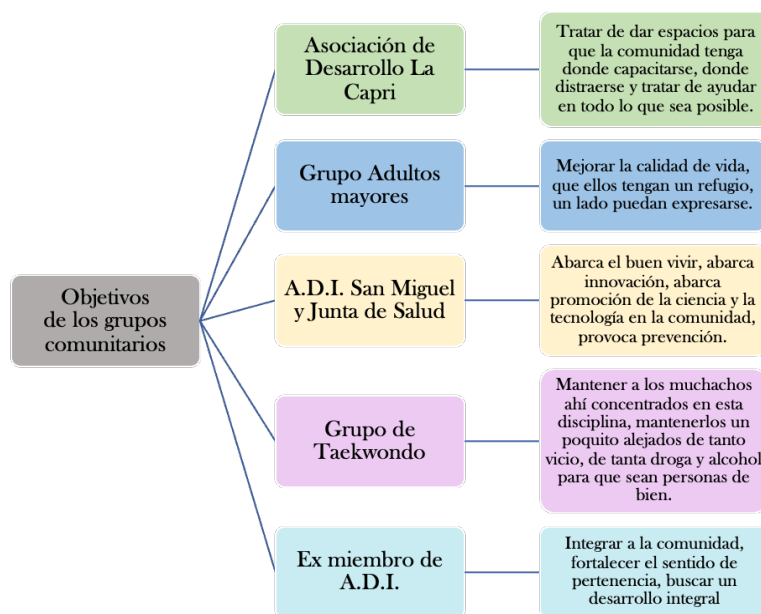 Objetivos
de los grupos
comunitarios
Asociación de
Desarrollo La
Capri
Tratar de dar espacios para
que la comunidad tenga
donde capacitarse, donde
distraerse y tratar de ayudar
en todo lo que sea posible.
Grupo Adultos
mayores
Mejorar la calidad de vida,
que ellos tengan un refugio,
un lado puedan expresarse.
A.D.I. San Miguel
y Junta de Salud
Abarca el buen vivir, abarca
innovación, abarca
promoción de la ciencia y la
tecnología en la comunidad,
provoca prevención.
Grupo de
Taekwondo
Mantener a los muchachos
ahí concentrados en esta
disciplina, mantenerlos un
poquito alejados de tanto
vicio, de tanta droga y alcohol
para que sean personas de
bien.
Ex miembro de
A.D.I.
Integrar a la comunidad,
fortalecer el sentido de
pertenencia, buscar un
desarrollo integral